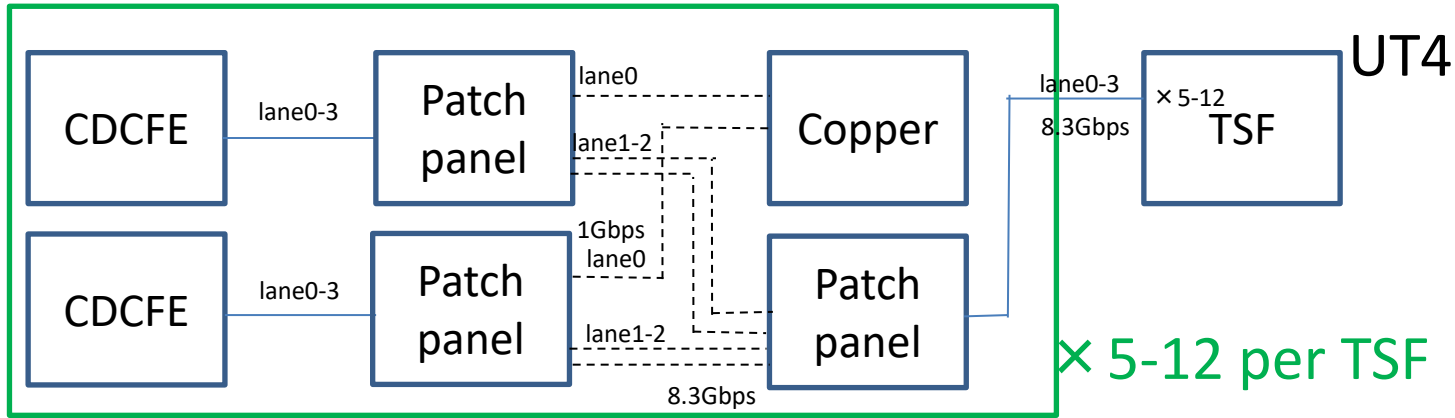 UT4
CDCFE
lane0-3
Patch
panel
lane0
lane1-2
Copper
lane0-3
8.3Gbps
× 5-12
TSF
CDCFE
lane0-3
Patch
panel
1Gbps
lane0
lane1-2
8.3Gbps
Patch
panel
× 5-12 per TSF